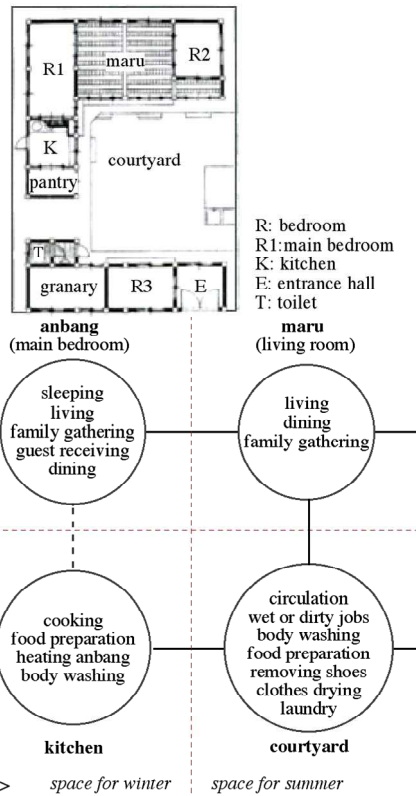 R1
maru
R2
K
courtyard
pantry
T
granary
R3
E
R: bedroom
R1:main bedroom
K: kitchen
E: entrance hall
T: toilet
anbang
(main bedroom)
maru
(living room)
sleeping
living
family gathering
guest receiving
dining
living
dining
family gathering
cooking
food preparation
heating anbang
body washing
circulation
wet or dirty jobs
body washing
food preparation
removing shoes
clothes drying
laundry
kitchen
courtyard
> space for winter
space for summer